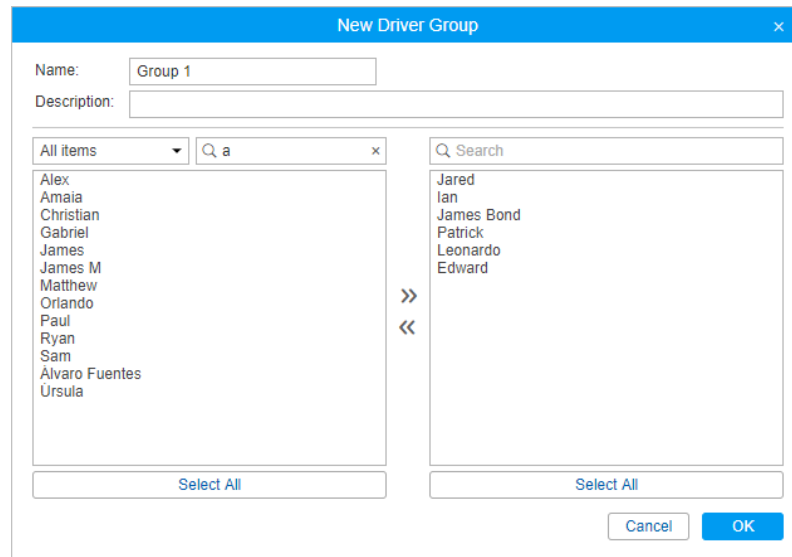 New Driver Group ×
Name: Group 1
Description:
All items
a ×
Search
Alex
Amaia
Christian
Gabriel
James
James M
Matthew
Orlando
Paul
Ryan
Sam
Álvaro Fuentes
Úrsula
Jared
Ian
James Bond
Patrick
Leonardo
Edward
Select All
Select All
Cancel
OK